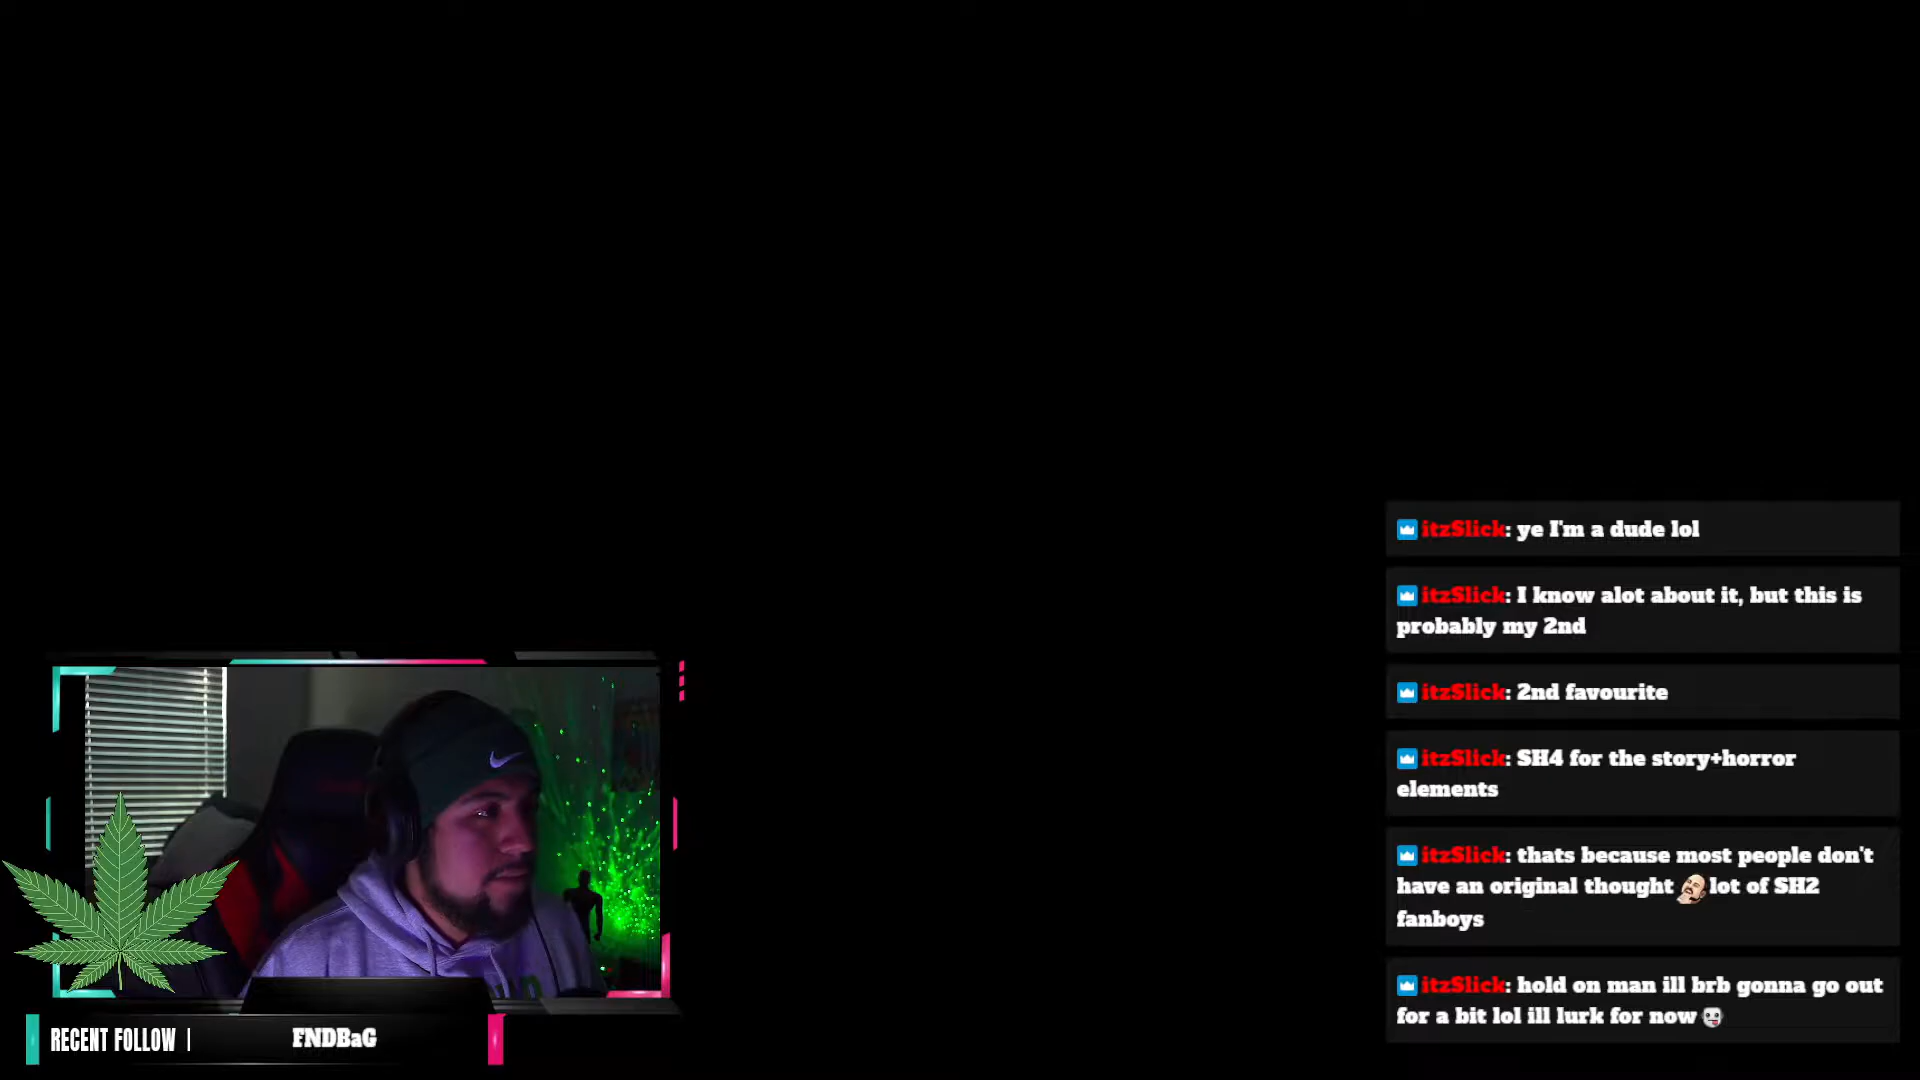 itzSlick: ye I'm a dude lol
itzSlick: I know alot about it, but this is
probably my 2nd
itzSlick: 2nd favourite
itzSlick: SH4 for the story+horror
elements
itzSlick: thats because most people don't
have an original thought lot of SH2
fanboys
itzSlick: hold on man ill brb gonna go out
for a bit lol ill lurk for now
RECENT FOLLOW | FNDBaG